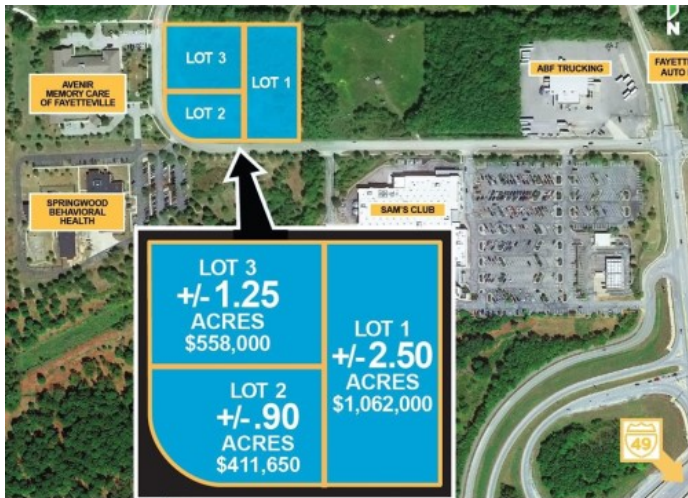 N
LOT 3
LOT 1
LOT 2
ABF TRUCKING
AVENIR
MEMORY CARE
OF FAYETTEVILLE
SPRINGWOOD
BEHAVIORAL
HEALTH
SAM'S CLUB
AUTO
LOT 3
+/- 1.25
ACRES
$558,000
LOT 1
+/- 2.50
ACRES
$1,062,000
LOT 2
+/- .90
ACRES
$411,650
49